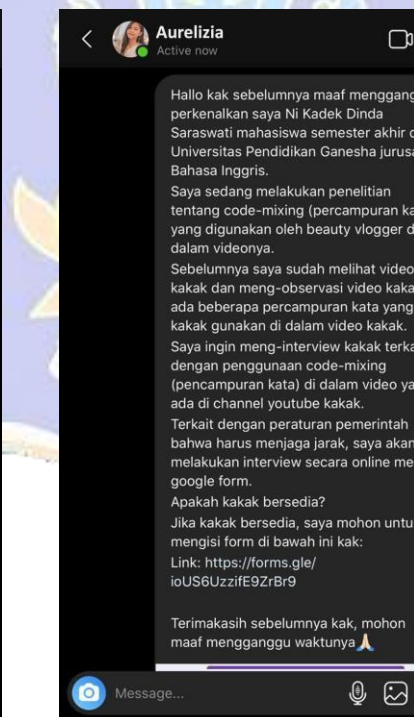 Aurelizia
Active now
Hallo kak sebelumnya maaf menggang
perkenalkan saya Ni Kadek Dinda
Saraswati mahasiswa semester akhir d
Universitas Pendidikan Ganesha jurusa
Bahasa Inggris.
Saya sedang melakukan penelitian
tentang code-mixing (percampuran ka
yang digunakan oleh beauty vlogger d
dalam videonya.
Sebelumnya saya sudah melihat video
kakak dan meng-observasi video kaka
ada beberapa percampuran kata yang
kakak gunakan di dalam video kakak.
Saya ingin meng-interview kakak terka
dengan penggunaan code-mixing
(pencampuran kata) di dalam video ya
ada di channel youtube kakak.
Terkait dengan peraturan pemerintah
bahwa harus menjaga jarak, saya akan
melakukan interview secara online me
google form.
Apakah kakak bersedia?
Jika kakak bersedia, saya mohon untu
mengisi form di bawah ini kak:
Link: https://forms.gle/
ioUS6UzzifE9ZrBr9
Terimakasih sebelumnya kak, mohon
maaf mengganggu waktunya🙏🏻
Message...